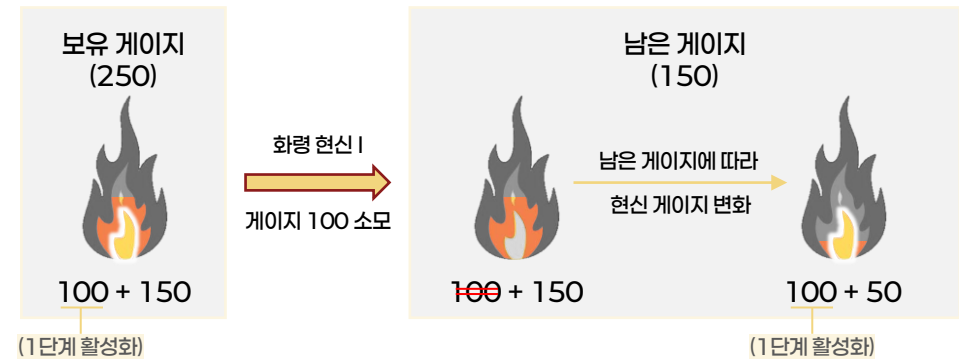 보유 게이지
(250)
100 + 150
(1단계 활성화)
화령 현신 I
게이지 100 소모
남은 게이지
(150)
100 + 150
남은 게이지에 따라
현신 게이지 변화
100 + 50
(1단계 활성화)